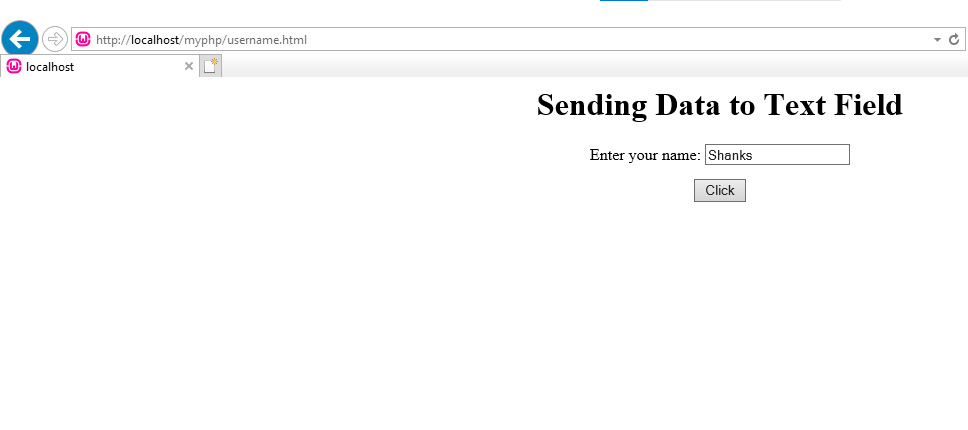 http://localhost/myphp/username.html
localhost
Sending Data to Text Field
Enter your name: Shanks
Click